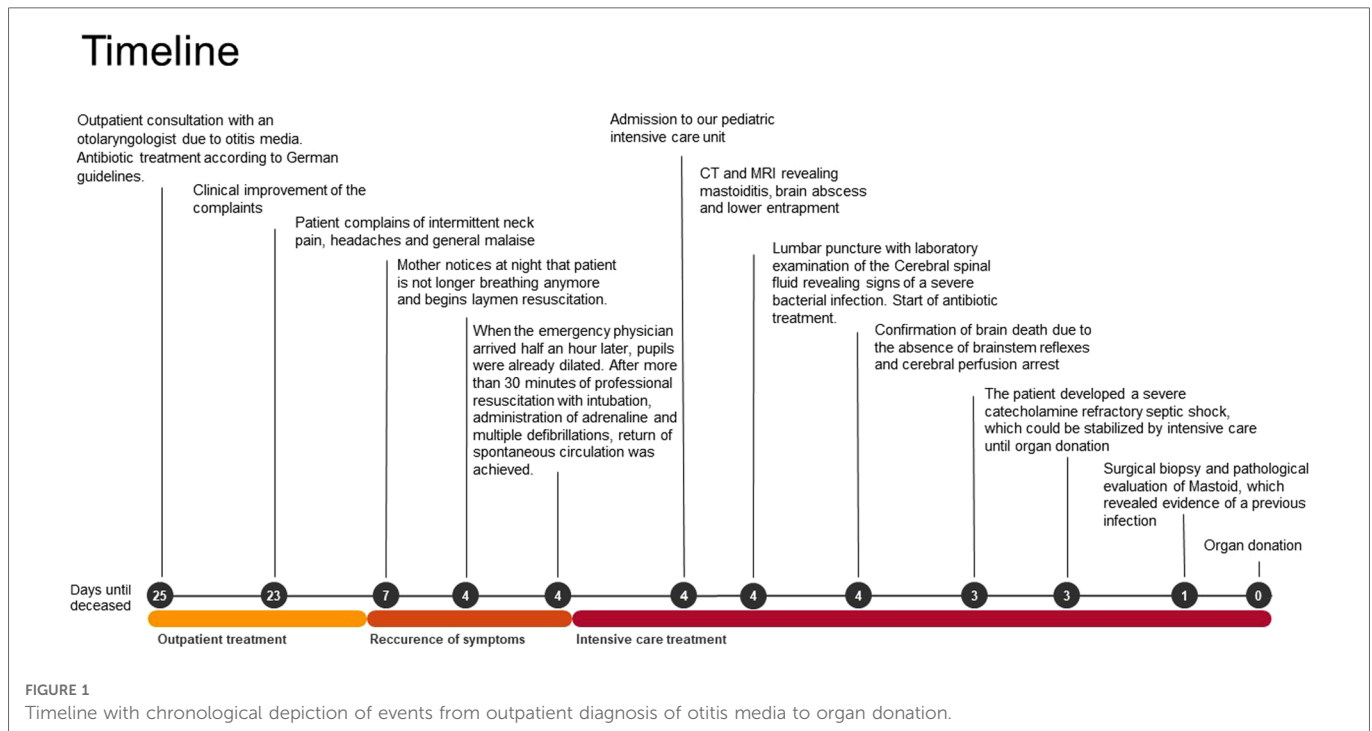 Timeline
Outpatient consultation with an
otolaryngologist due to otitis media.
Antibiotic treatment according to German
guidelines.
Clinical improvement of the
complaints
Patient complains of intermittent neck
pain, headaches and general malaise
Mother notices at night that patient
is not longer breathing anymore
and begins laymen resuscitation.
When the emergency physician
arrived half an hour later, pupils
were already dilated. After more
than 30 minutes of professional
resuscitation with intubation,
administration of adrenaline and
multiple defibrillations, return of
spontaneous circulation was
achieved.
Admission to our pediatric
intensive care unit
CT and MRI revealing
mastoiditis, brain abscess
and lower entrapment
Lumbar puncture with laboratory
examination of the Cerebral spinal
fluid revealing signs of a severe
bacterial infection. Start of antibiotic
treatment.
Confirmation of brain death due to
the absence of brainstem reflexes
and cerebral perfusion arrest
The patient developed a severe
catecholamine refractory septic shock,
which could be stabilized by intensive care
until organ donation
Surgical biopsy and pathological
evaluation of Mastoid, which
revealed evidence of a previous
infection
Organ donation
Days until
deceased
25 23 7 4 4 4 4 4 3 3 1 0
Outpatient treatment
Reccurence of symptoms
Intensive care treatment
FIGURE 1
Timeline with chronological depiction of events from outpatient diagnosis of otitis media to organ donation.